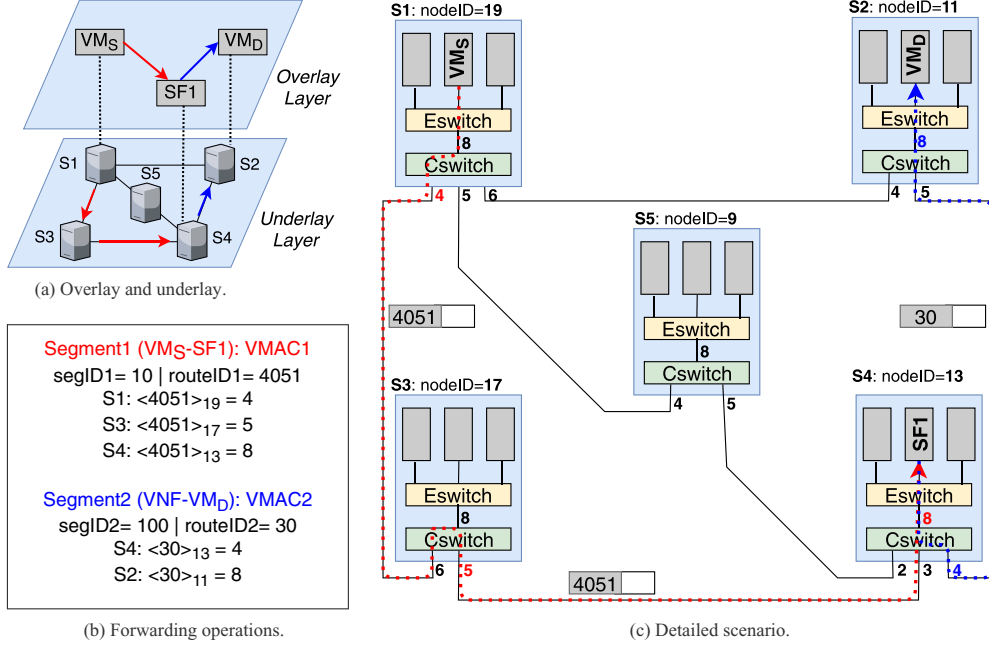 VMS
VMD
SF1
Overlay
Layer
S1
S5
S2
S3
S4
Underlay
Layer
(a) Overlay and underlay.
Segment1 (VMS-SF1): VMAC1
segID1= 10 | routeID1= 4051
S1: <4051>19 = 4
S3: <4051>17 = 5
S4: <4051>13 = 8
Segment2 (VNF-VMD): VMAC2
segID2= 100 | routeID2= 30
S4: <30>13 = 4
S2: <30>11 = 8
(b) Forwarding operations.
S1: nodeID=19
VMS
Eswitch
8
Cswitch
4
5
6
S2: nodeID=11
VMD
Eswitch
8
Cswitch
4
5
S5: nodeID=9
Eswitch
8
Cswitch
4
5
4051
30
S3: nodeID=17
Eswitch
8
Cswitch
6
5
S4: nodeID=13
SF1
Eswitch
8
Cswitch
2
3
4
4051
(c) Detailed scenario.